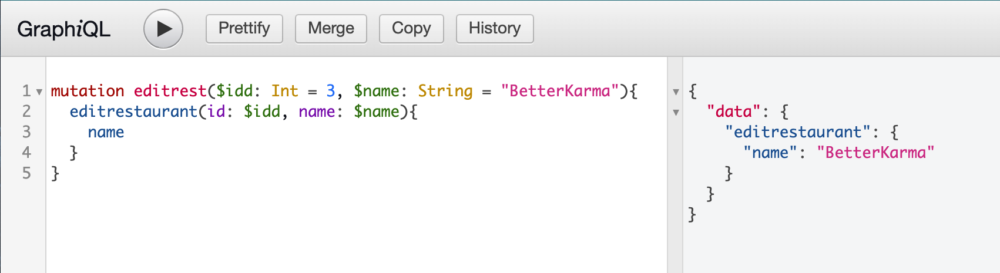 GraphiQL Prettify Merge Copy History
1 mutation editrest($idd: Int = 3, $name: String = "BetterKarma"){
2 editrestaurant(id: $idd, name: $name){
3 name
4 }
5 }
{
"data": {
"editrestaurant": {
"name": "BetterKarma"
}
}
}